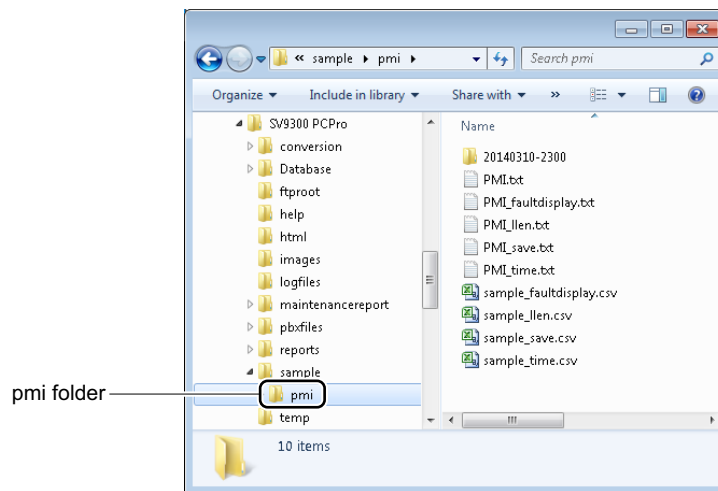 « sample pmi
Search pmi
Organize Include in library Share with »
SV9300 PCPro
conversion
Database
ftproot
help
html
images
logfiles
maintenancereport
pbxfiles
reports
sample
pmi
temp
Name
20140310-2300
PMI.txt
PMI_faultdisplay.txt
PMI_llen.txt
PMI_save.txt
PMI_time.txt
sample_faultdisplay.csv
sample_llen.csv
sample_save.csv
sample_time.csv
pmi folder
10 items